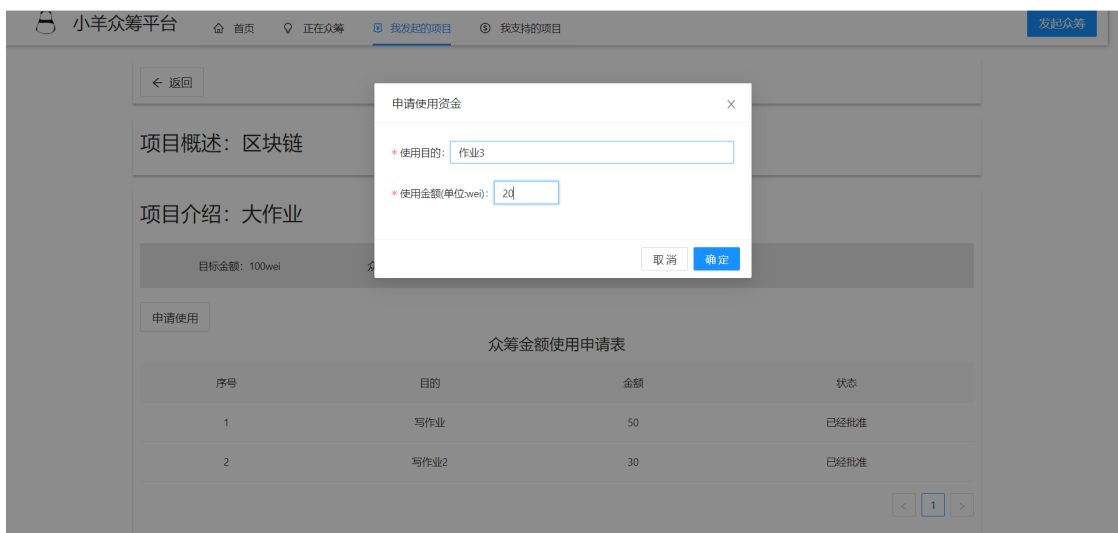 小羊众筹平台 首页 正在众筹 我发起的项目 我支持的项目 发起众筹
← 返回
申请使用资金
项目概述：区块链
* 使用目的： 作业3
* 使用金额(单位:wei)： 20
项目介绍：大作业
取 消 确 定
目标金额：100wei 众
申请使用
众筹金额使用申请表
序号 目的 金额 状态
1 写作业 50 已经批准
2 写作业2 30 已经批准
< 1 >